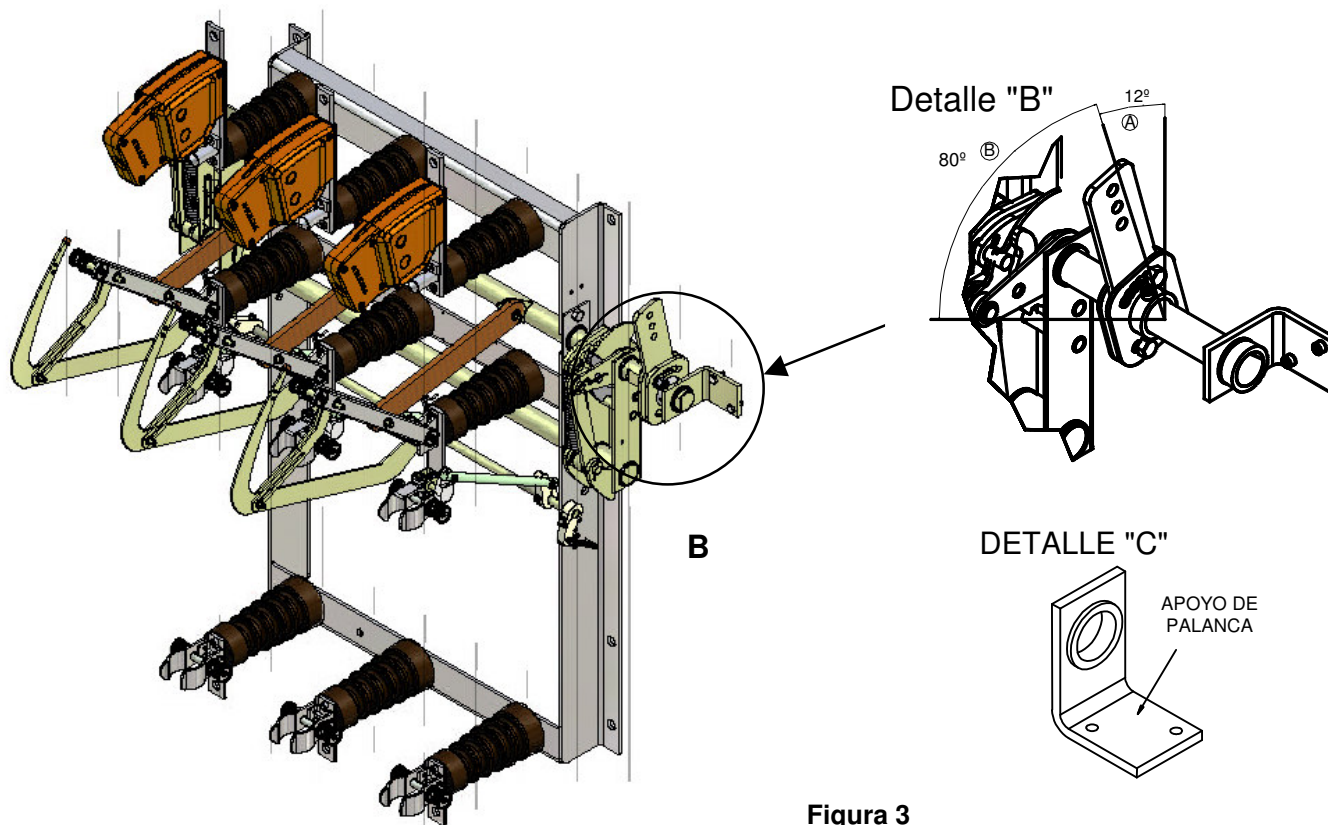 Detalle "B"
12º
A
80º
B
B
DETALLE "C"
APOYO DE
PALANCA
Figura 3